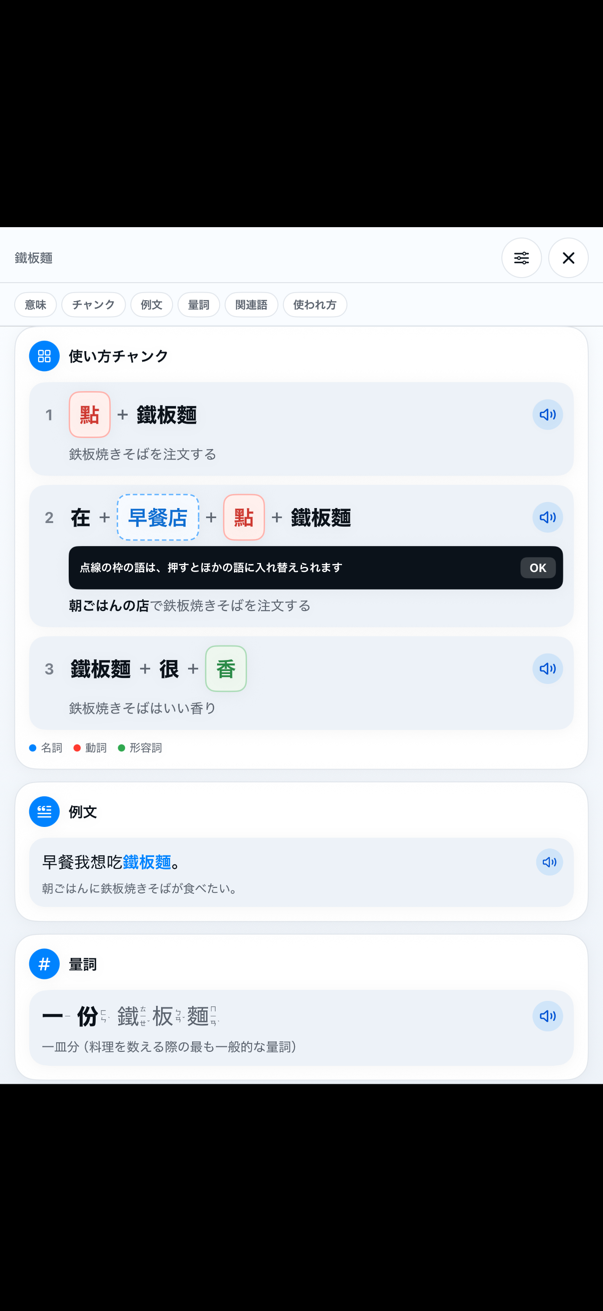 鐵板麵
意味 チャンク 例文 量詞 関連語 使われ方
使い方チャンク
1 點 + 鐵板麵
鉄板焼きそばを注文する
2 在 + 早餐店 + 點 + 鐵板麵
点線の枠の語は、押すとほかの語に入れ替えられます OK
朝ごはんの店で鉄板焼きそばを注文する
3 鐵板麵 + 很 + 香
鉄板焼きそばはいい香り
名詞 動詞 形容詞
例文
早餐我想吃鐵板麵。
朝ごはんに鉄板焼きそばが食べたい。
# 量詞
一份鐵板麵
一皿分（料理を数える際の最も一般的な量詞）